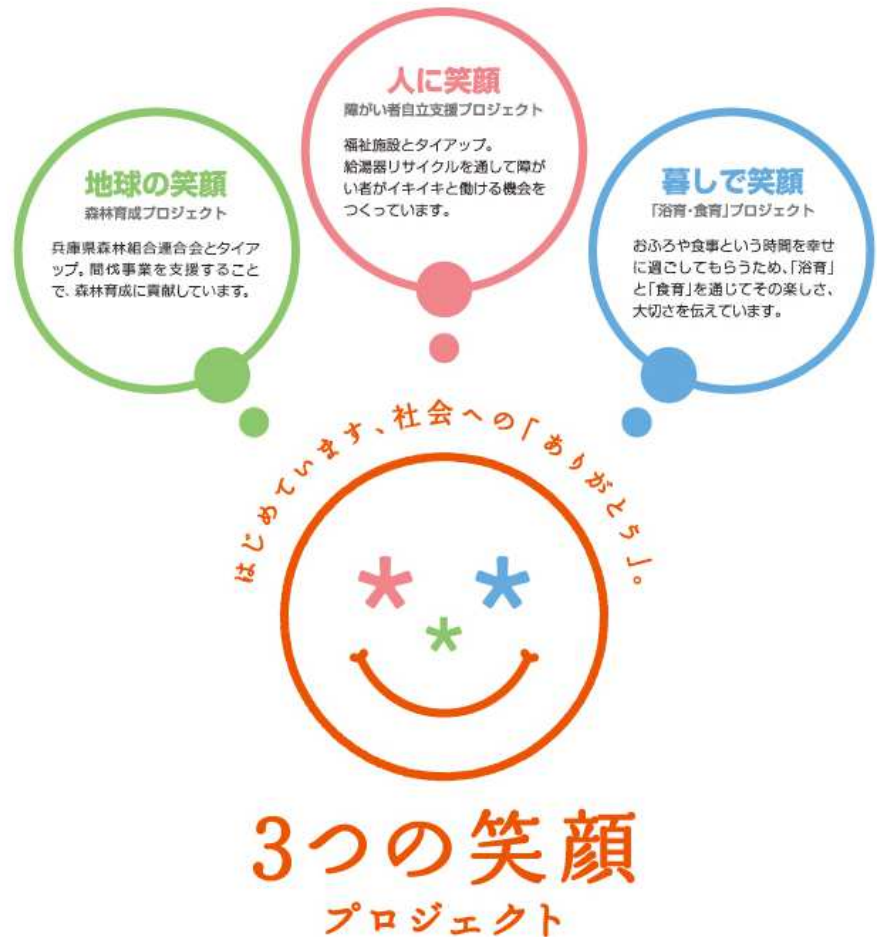 人に笑顔
障がい者自立支援プロジェクト
福祉施設とタイアップ。
給湯器リサイクルを通して障が
い者がイキイキと働ける機会を
つくっています。
地球の笑顔
森林育成プロジェクト
兵庫県森林組合連合会とタイア
ップ。間伐事業を支援すること
で、森林育成に貢献しています。
暮しで笑顔
「浴育・食育」プロジェクト
おふろや食事という時間を幸せ
に過ごしてもらうため、「浴育」
と「食育」を通じてその楽しさ、
大切さを伝えています。
はじめています、社会への「ありがとう」。
3つの笑顔
プロジェクト